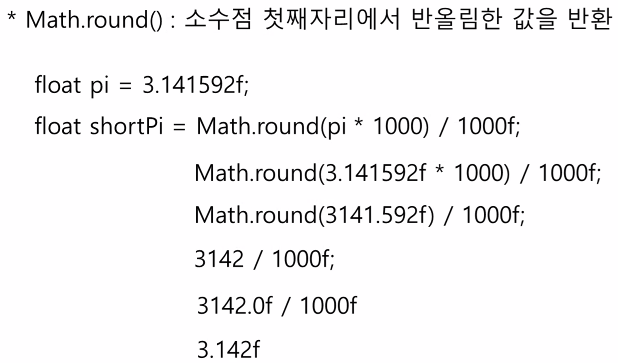 * Math.round() : 소수점 첫째자리에서 반올림한 값을 반환
float pi = 3.141592f;
float shortPi = Math.round(pi * 1000) / 1000f;
Math.round(3.141592f * 1000) / 1000f;
Math.round(3141.592f) / 1000f;
3142 / 1000f;
3142.0f / 1000f
3.142f